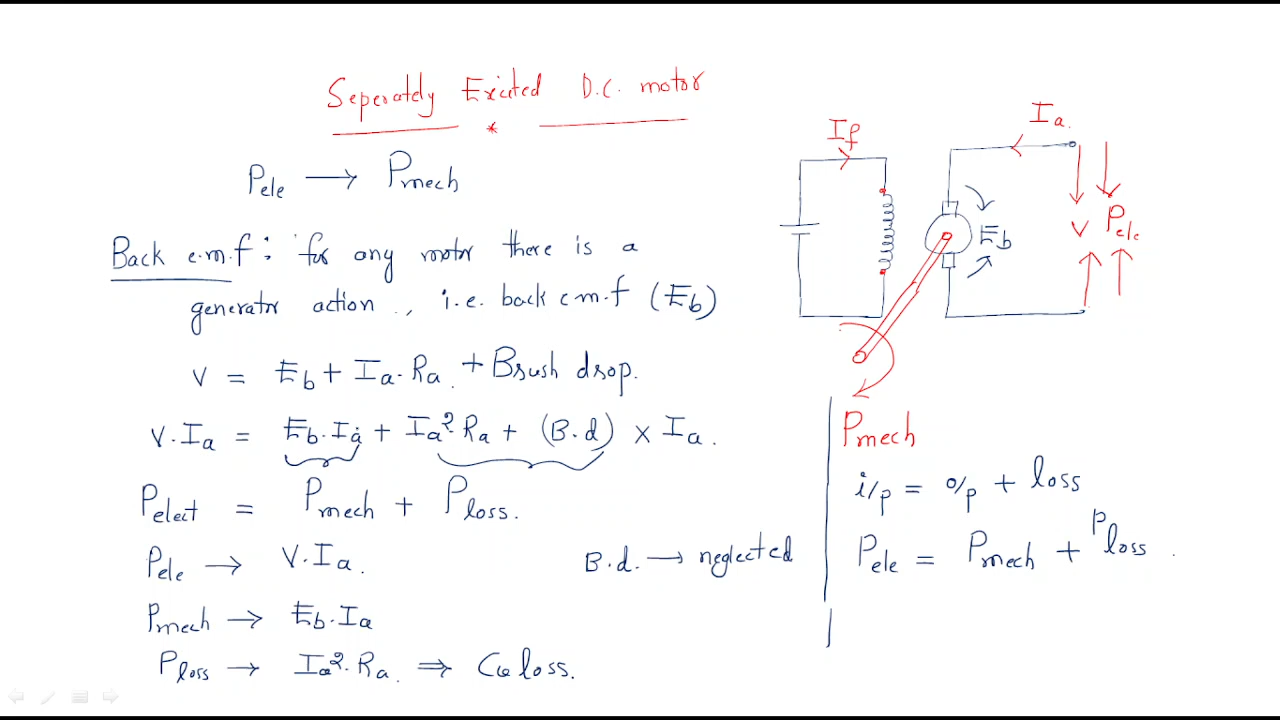 Seperately Excited D.C. motor
*
Pele → Pmech
Back e.m.f : for any motor there is a
generator action . , i.e. back e.m.f (Eb)
V = Eb + Ia . Ra + Brush drop.
V . Ia = Eb . Ia + Ia² . Ra + (B.d) × Ia .
Pelect = Pmech + Ploss .
Pele → V . Ia .
B.d. → neglected
Pmech → Eb . Ia
Ploss → Ia² . Ra . ⇒ Cu loss.
If
Ia .
Eb
V
Pele
Pmech
i/p = o/p + loss
Pele = Pmech + Ploss .